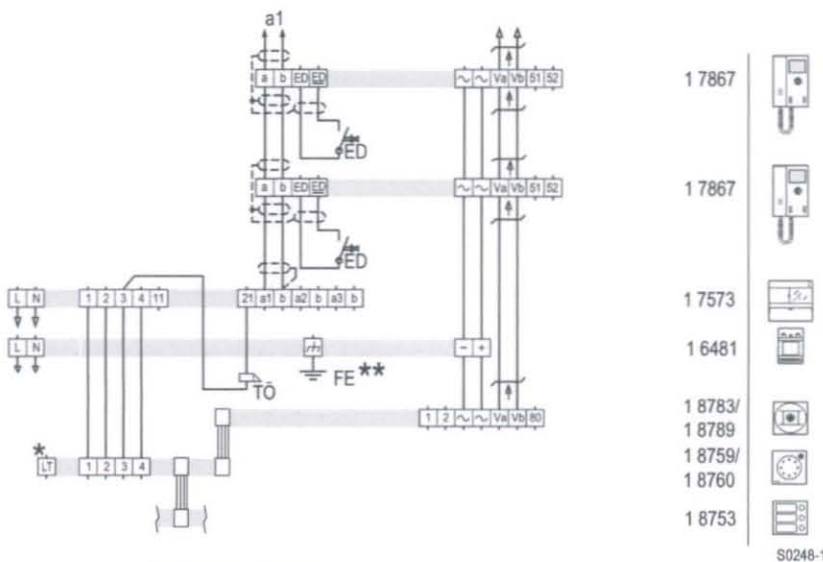 a1
a b ED ED ~ ~ Va Vb 51 52 1 7867
ED
a b ED ED ~ ~ Va Vb 51 52 1 7867
ED
L N 1 2 3 4 11 21 a1 b a2 b a3 b 1 7573
L N FE ** - + 1 6481
TÖ
1 2 ~ ~ Va Vb 80 1 8783/
1 8789
* LT 1 2 3 4 1 8759/
1 8760
1 8753
S0248-1